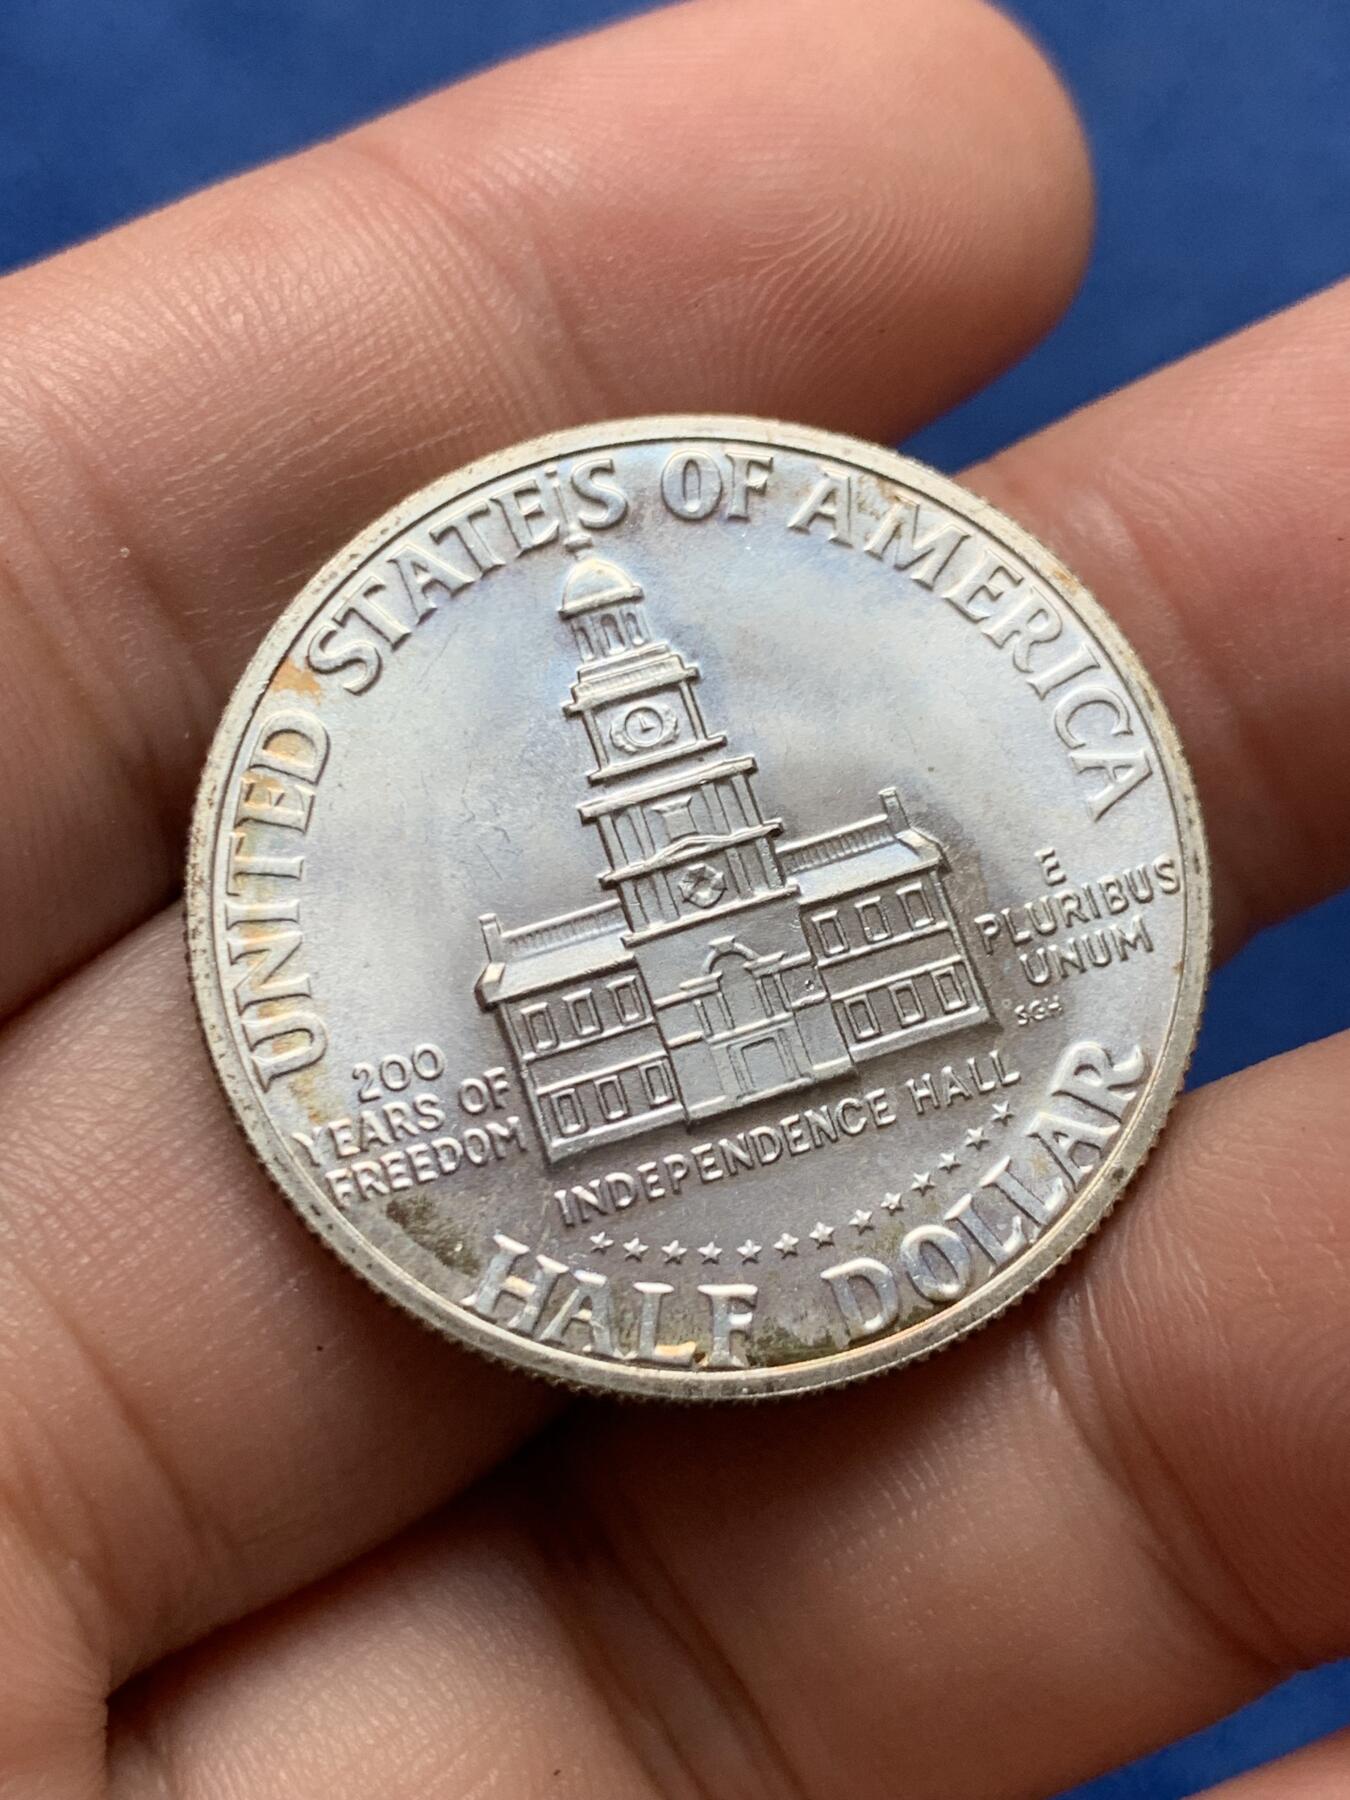 UNITED STATES OF AMERICA
200
YEARS OF
FREEDOM
E
PLURIBUS
UNUM
SGH
INDEPENDENCE HALL
HALF DOLLAR